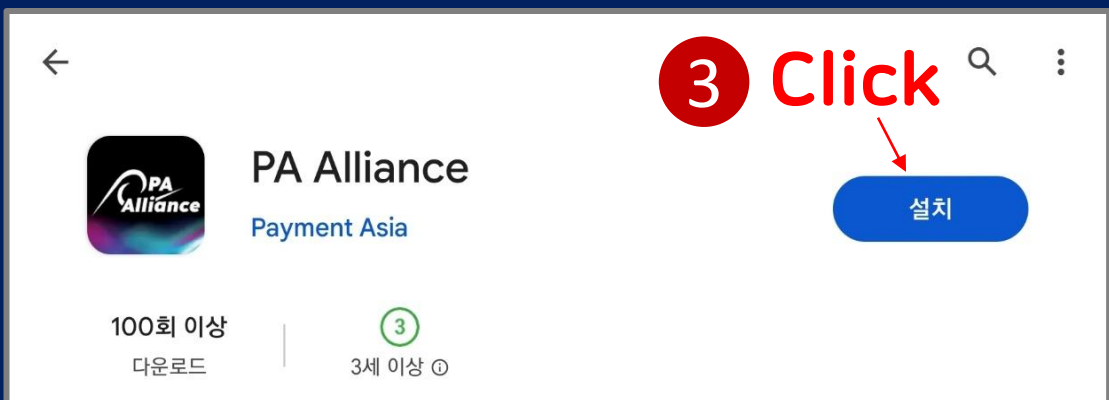 3 Click
PA
Alliance
PA Alliance
Payment Asia
설치
100회 이상
다운로드
3
3세 이상